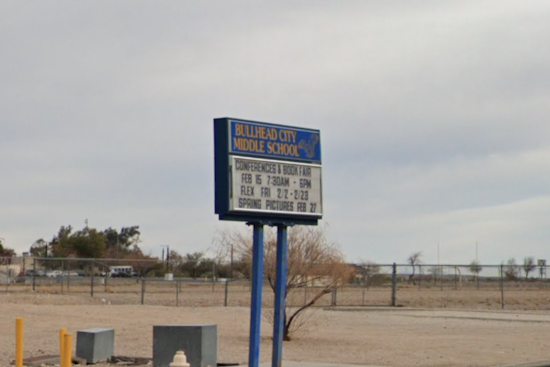 BULLHEAD CITY
MIDDLE SCHOOL
CONFERENCES & BOOK FAIR
FEB 15 7:30AM - 6PM
FLEX FRI 2/2 - 2/23
SPRING PICTURES FEB 27